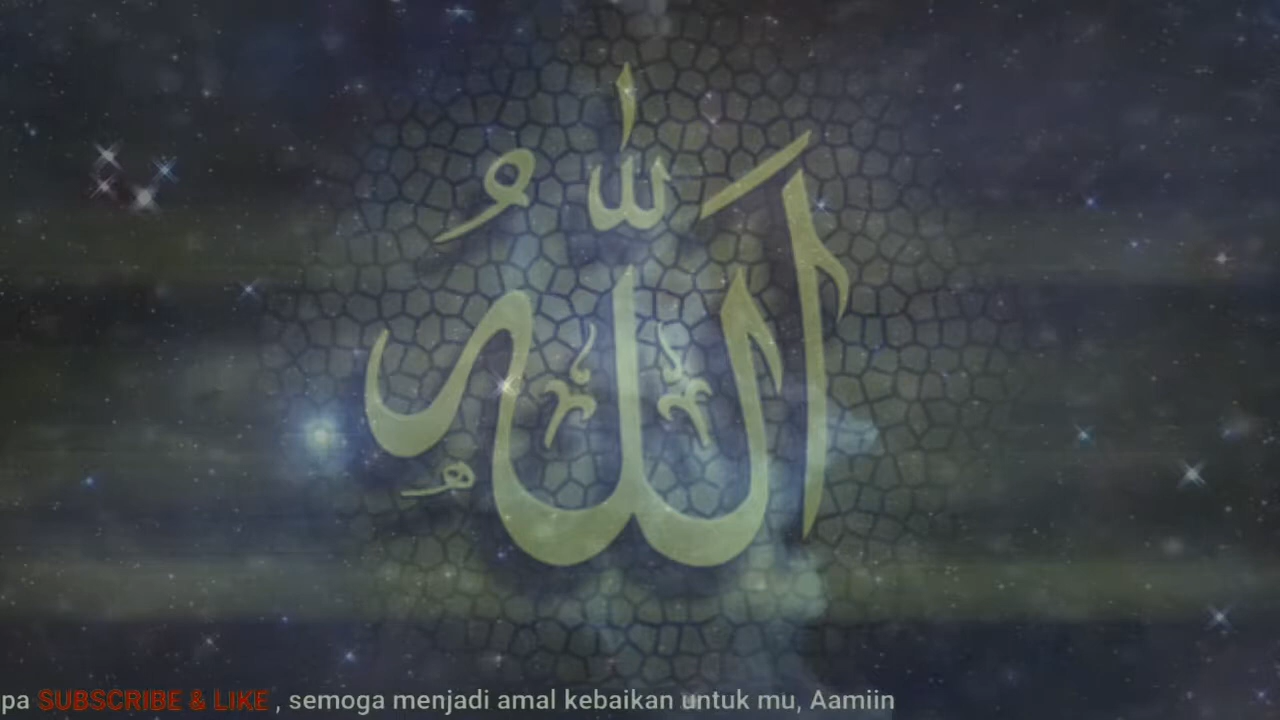 اللهُ
pa SUBSCRIBE & LIKE , semoga menjadi amal kebaikan untuk mu, Aamiin